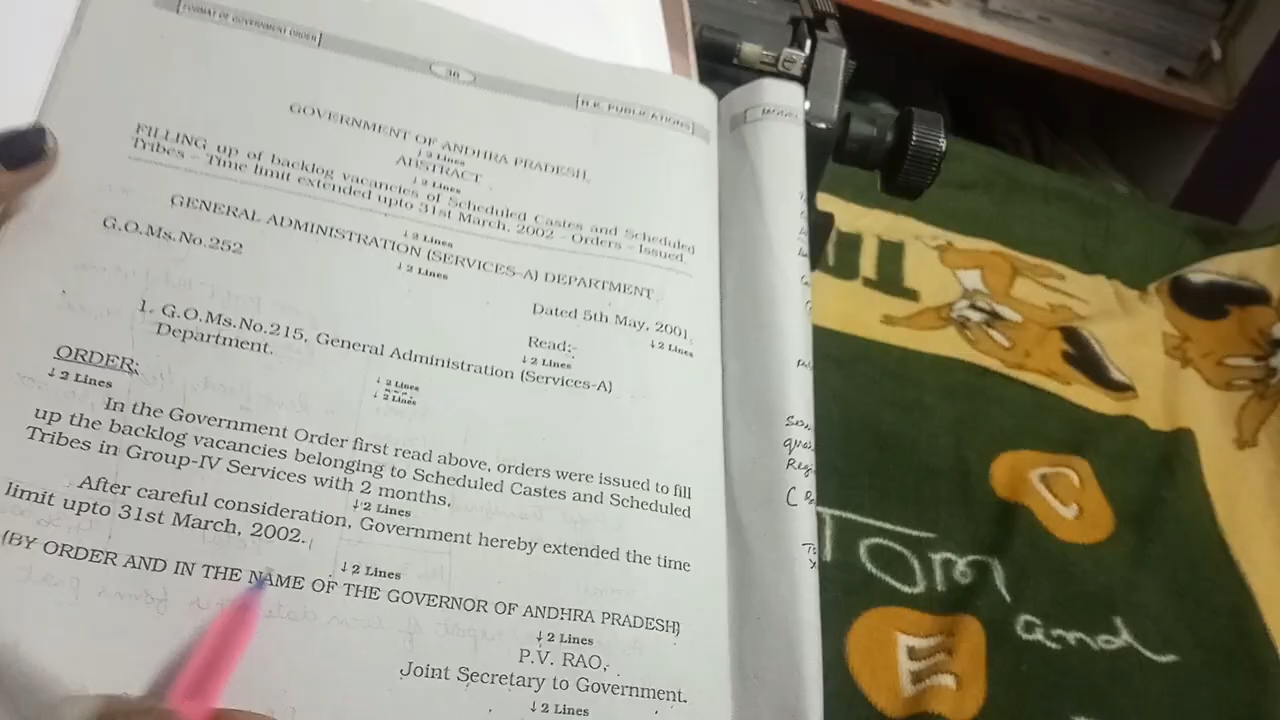 FORMAT OF GOVERNMENT ORDER
30
H.K. PUBLICATIONS
GOVERNMENT OF ANDHRA PRADESH,
↓ 2 Lines
ABSTRACT
↓ 2 Lines
FILLING up of backlog vacancies of Scheduled Castes and Scheduled
Tribes – Time limit extended upto 31st March, 2002 – Orders – Issued.
↓ 2 Lines
GENERAL ADMINISTRATION (SERVICES-A) DEPARTMENT
↓ 2 Lines
G.O.Ms.No.252
Dated 5th May, 2001.
↓ 2 Lines
Read:-
↓ 2 Lines
1. G.O.Ms.No.215, General Administration (Services-A)
Department.
↓ 2 Lines
↓ 2 Lines
ORDER:
↓ 2 Lines
In the Government Order first read above, orders were issued to fill
up the backlog vacancies belonging to Scheduled Castes and Scheduled
Tribes in Group-IV Services with 2 months.
↓ 2 Lines
After careful consideration, Government hereby extended the time
limit upto 31st March, 2002.
↓ 2 Lines
(BY ORDER AND IN THE NAME OF THE GOVERNOR OF ANDHRA PRADESH)
↓ 2 Lines
P.V. RAO,
Joint Secretary to Government.
↓ 2 Lines
Tom
and
C
E